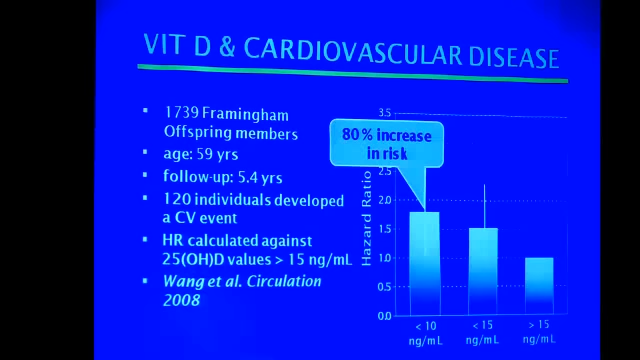 VIT D & CARDIOVASCULAR DISEASE
1739 Framingham
Offspring members
age: 59 yrs
follow-up: 5.4 yrs
120 individuals developed
a CV event
HR calculated against
25(OH)D values > 15 ng/mL
Wang et al. Circulation
2008
80% increase
in risk
Hazard Ratio
3.5
2.5
2.0
1.5
1.0
0.5
0.0
< 10
ng/mL
< 15
ng/mL
> 15
ng/mL